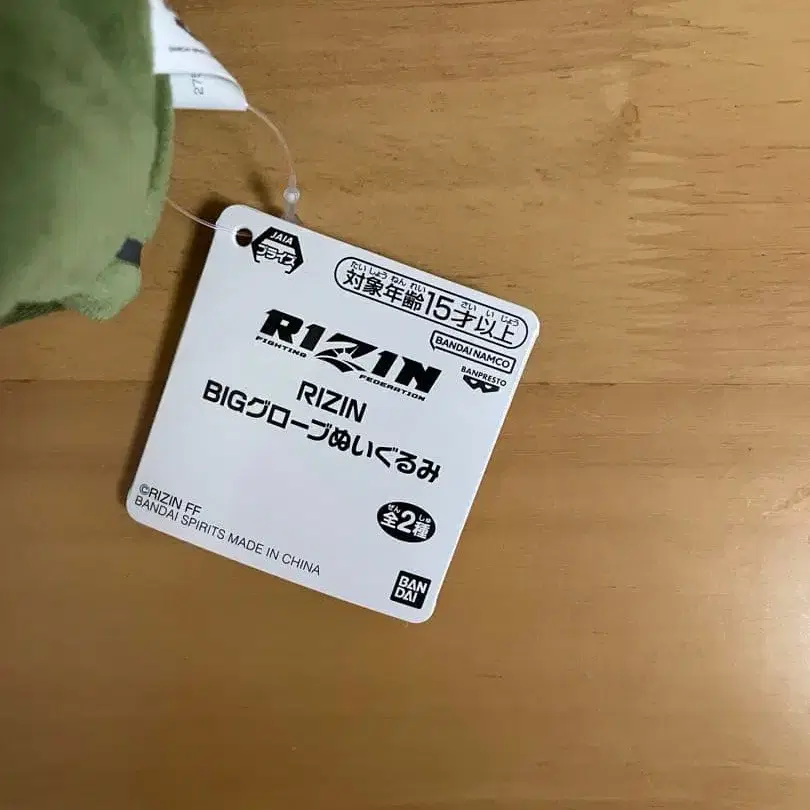 JAIA
プライズ
たいしょうねんれい さいいじょう
対象年齢15才以上
BANDAI NAMCO
BANPRESTO
RIZIN
FIGHTING FEDERATION
RIZIN
BIGグローブぬいぐるみ
ぜん しゅ
全2種
©RIZIN FF
BANDAI SPIRITS MADE IN CHINA
BAN
DAI